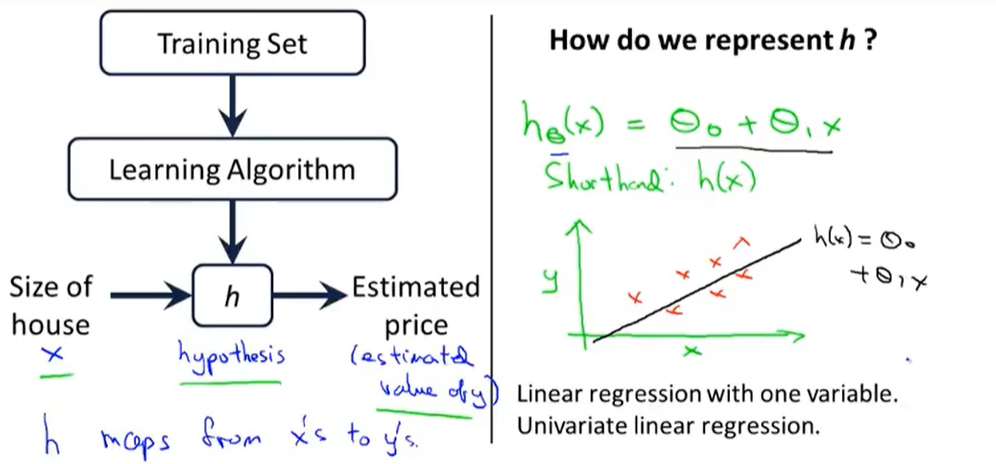 Training Set
Learning Algorithm
Size of
house
h
Estimated
price
x
hypothesis
(estimated
value of y)
h maps from x's to y's.
How do we represent h ?
hθ(x) = θ₀ + θ₁x
Shorthand: h(x)
y
x
h(x) = θ₀
+ θ₁x
Linear regression with one variable.
Univariate linear regression.